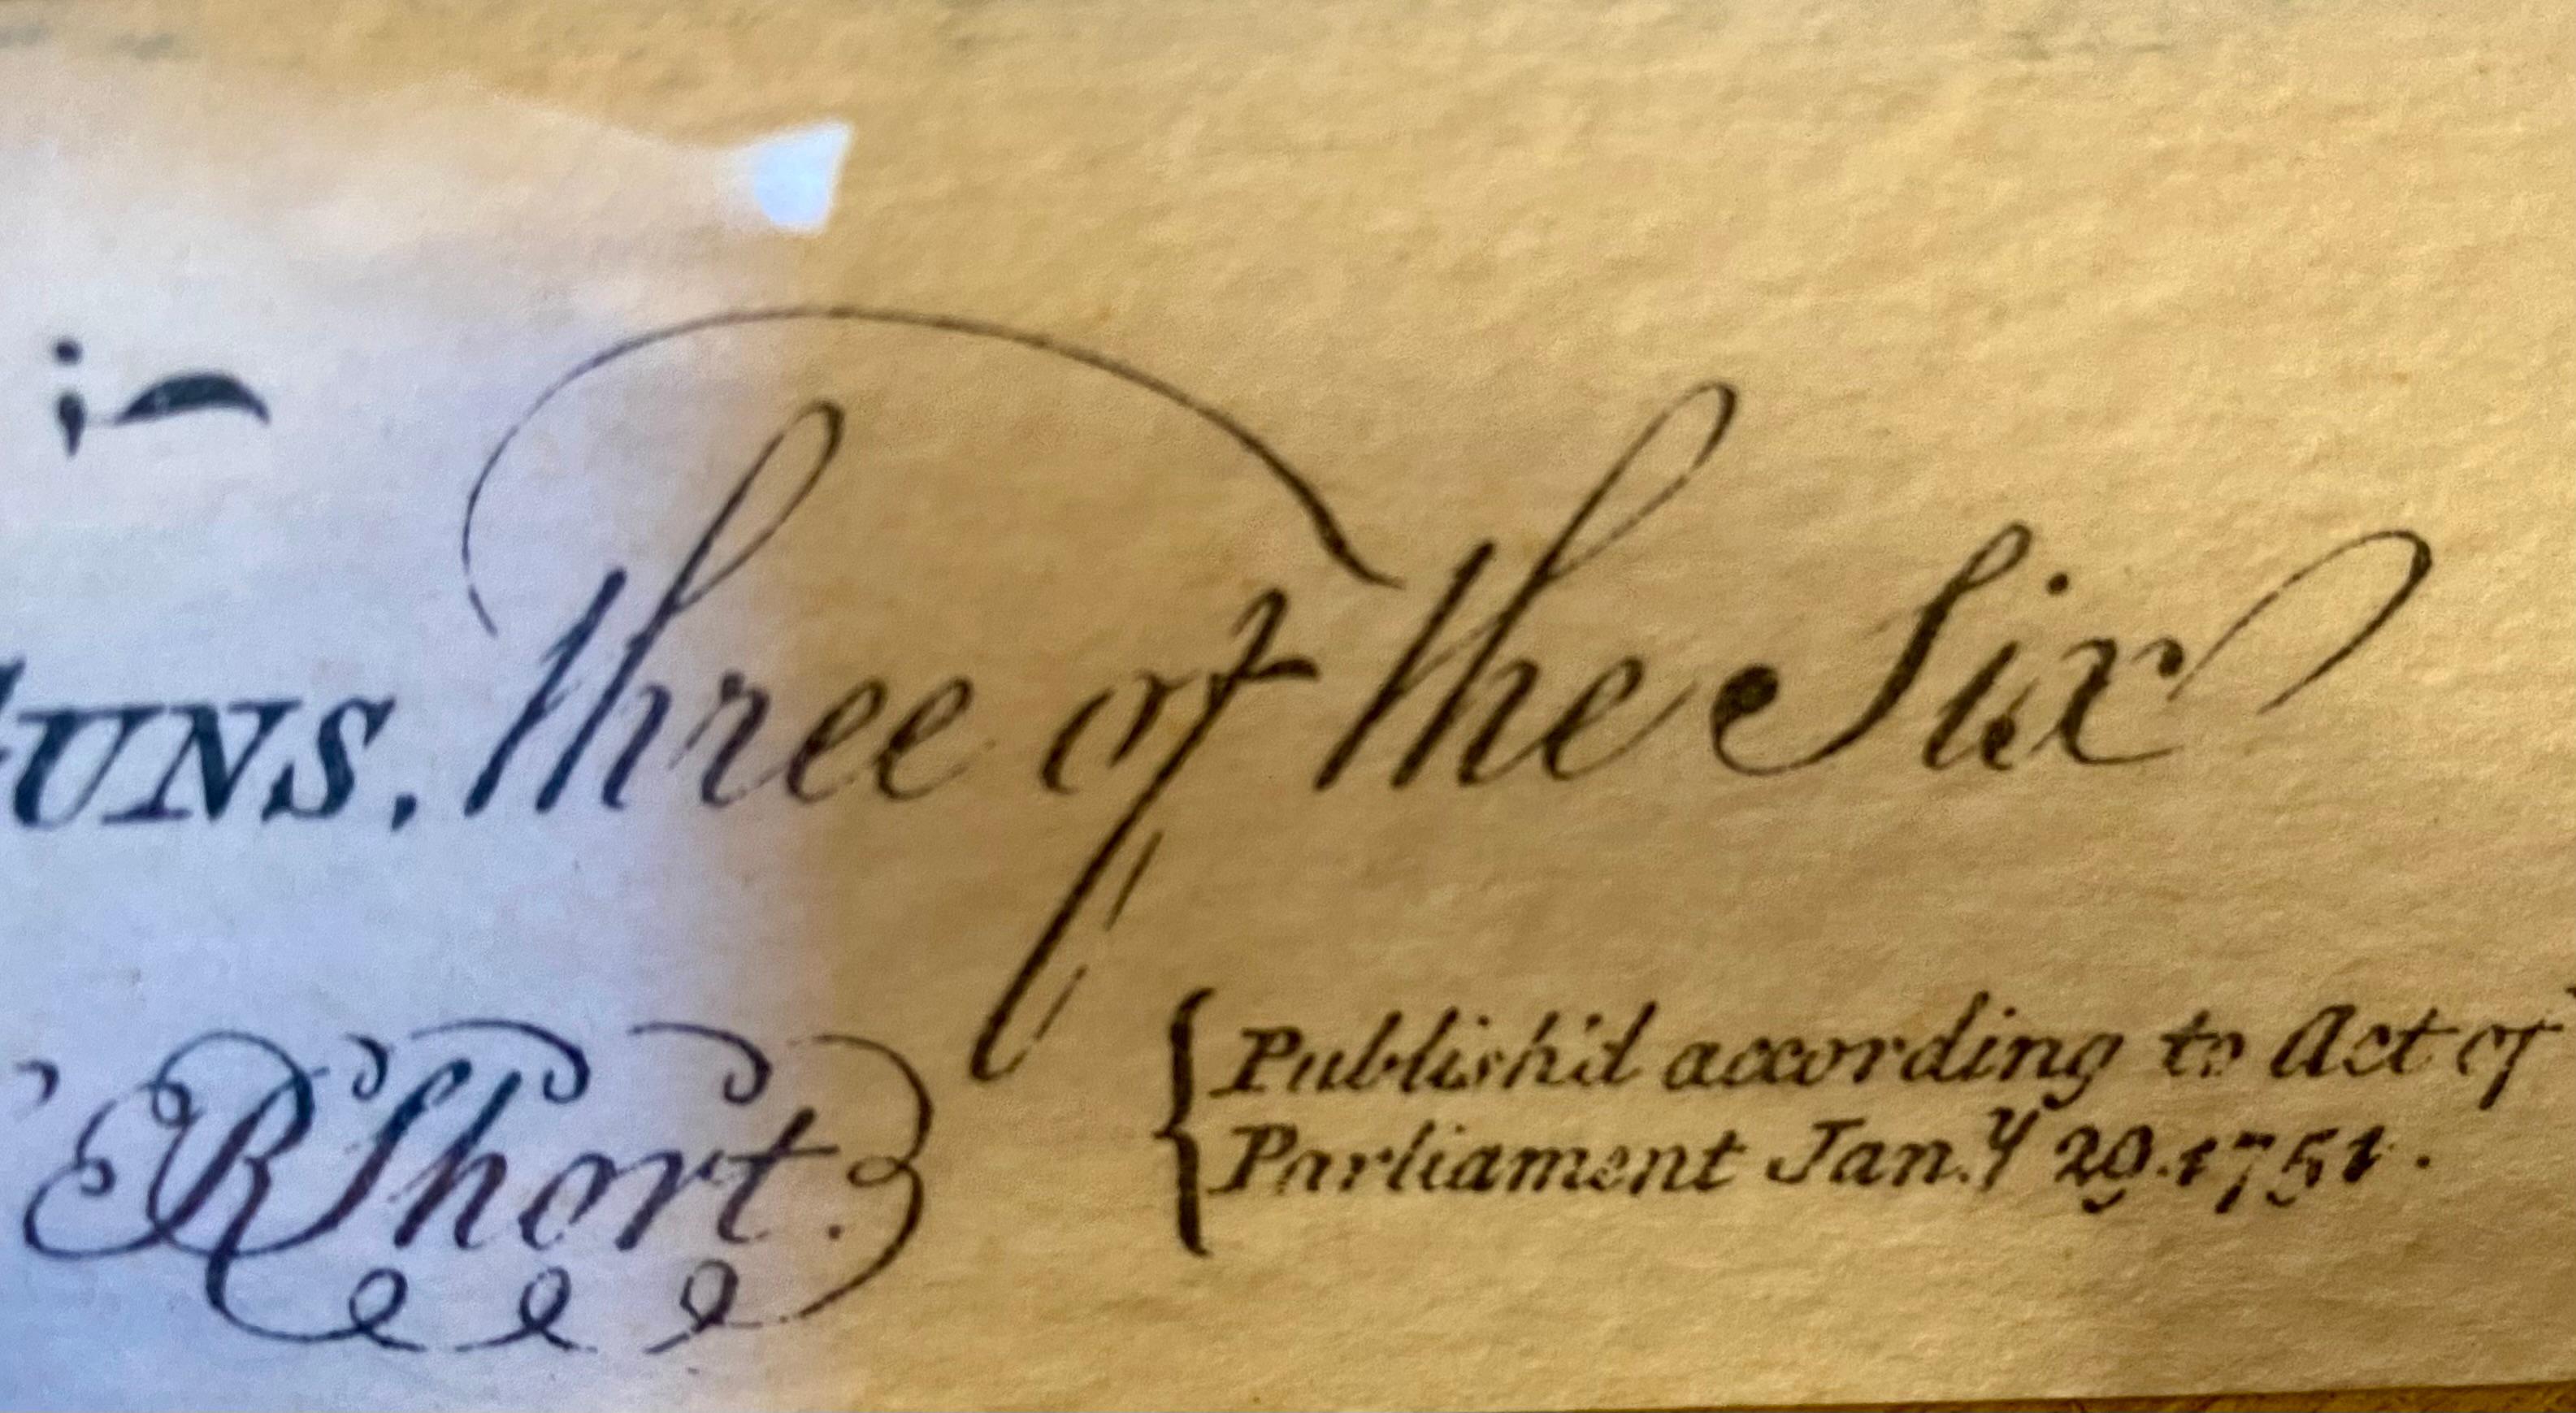 UNS, Three of the Six
R Short.
Publish'd according to Act of
Parliament Jan.y 29.1751.